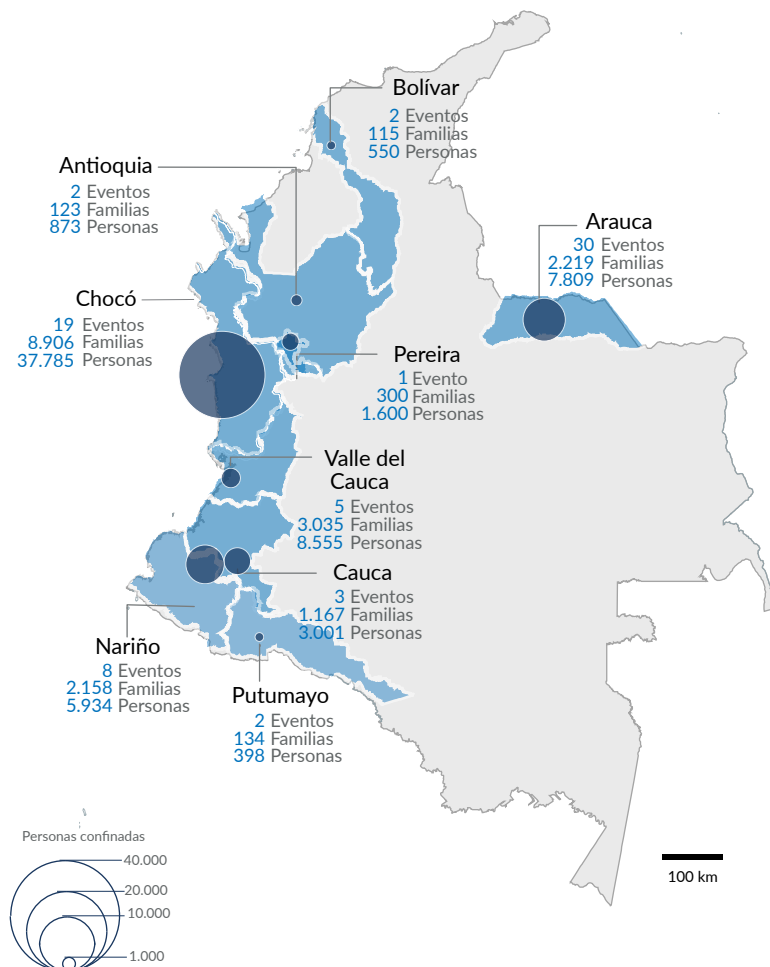 Bolívar
2 Eventos
115 Familias
550 Personas
Antioquia
2 Eventos
123 Familias
873 Personas
Arauca
30 Eventos
2.219 Familias
7.809 Personas
Chocó
19 Eventos
8.906 Familias
37.785 Personas
Pereira
1 Evento
300 Familias
1.600 Personas
Valle del
Cauca
5 Eventos
3.035 Familias
8.555 Personas
Cauca
3 Eventos
1.167 Familias
3.001 Personas
Nariño
8 Eventos
2.158 Familias
5.934 Personas
Putumayo
2 Eventos
134 Familias
398 Personas
Personas confinadas
40.000
20.000
10.000
1.000
100 km